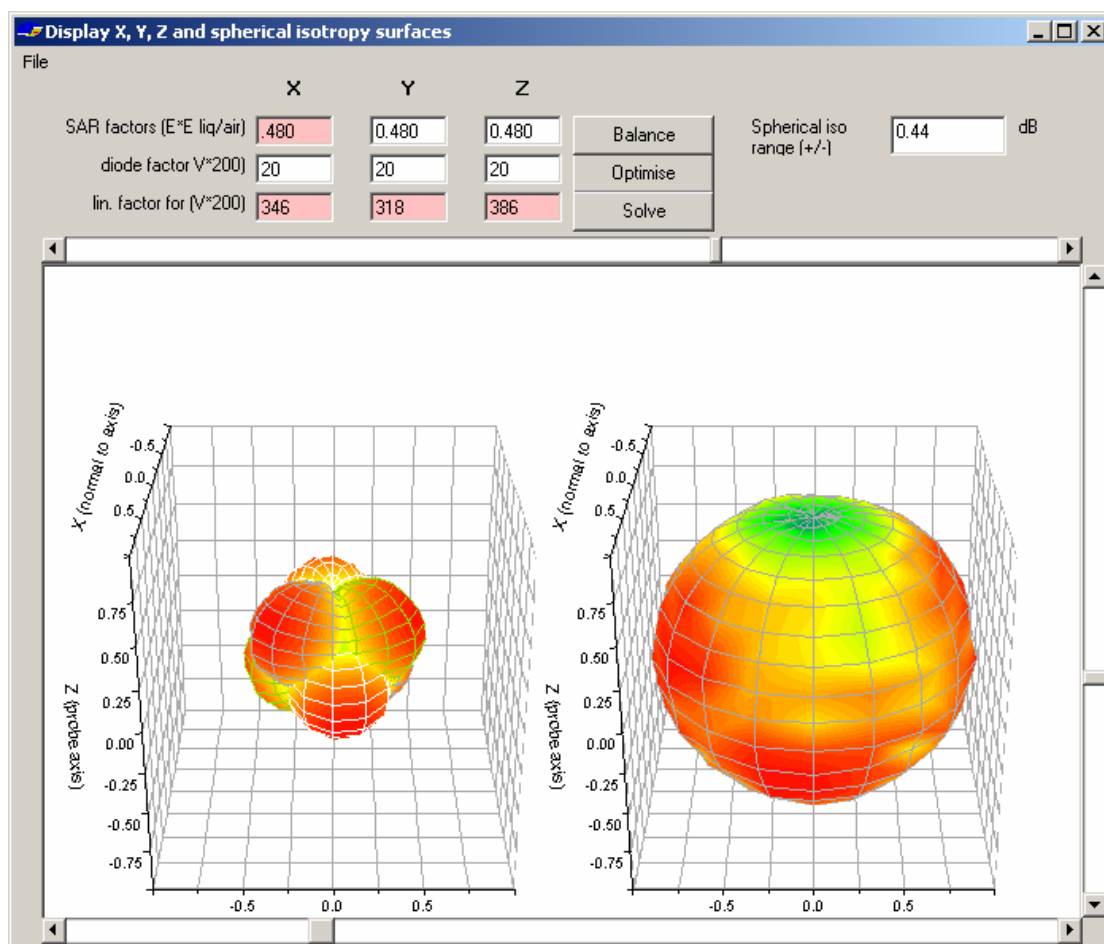 Display X, Y, Z and spherical isotropy surfaces
File
X Y Z
SAR factors (E*E liq/air) .480 0.480 0.480 Balance Spherical iso range (+/-) 0.44 dB
diode factor V*200) 20 20 20 Optimise
lin. factor for (V*200) 346 318 386 Solve
X (normal to axis)
-0.5
0.0
0.5
0.75
0.50
0.25
0.00
-0.25
-0.50
-0.75
Z (probe axis)
-0.5 0.0 0.5
X (normal to axis)
-0.5
0.0
0.5
0.75
0.50
0.25
0.00
-0.25
-0.50
-0.75
Z (probe axis)
-0.5 0.0 0.5